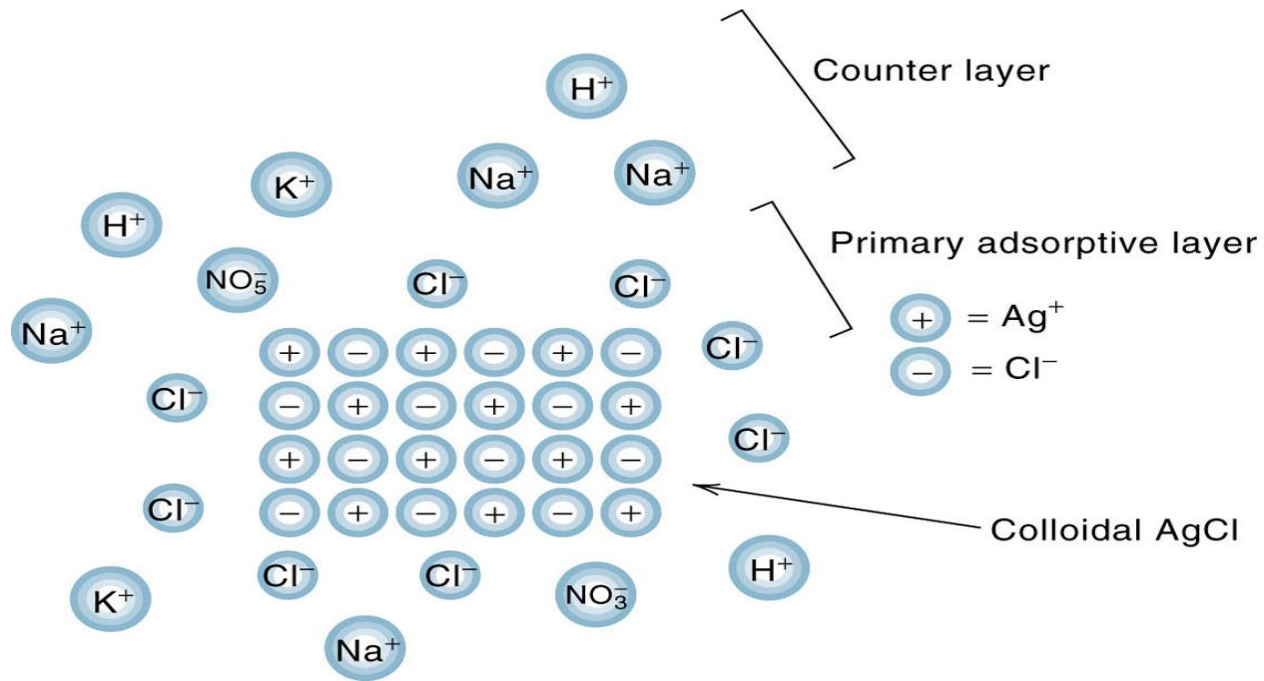 Counter layer
H⁺
Na⁺
Na⁺
K⁺
H⁺
Primary adsorptive layer
NO₅⁻
Cl⁻
Cl⁻
+ = Ag⁺
Na⁺
Cl⁻
+ − + − + −
− = Cl⁻
Cl⁻
− + − + − +
Cl⁻
+ − + − + −
Cl⁻
− + − + − +
Colloidal AgCl
Cl⁻
Cl⁻
H⁺
K⁺
NO₃⁻
Na⁺